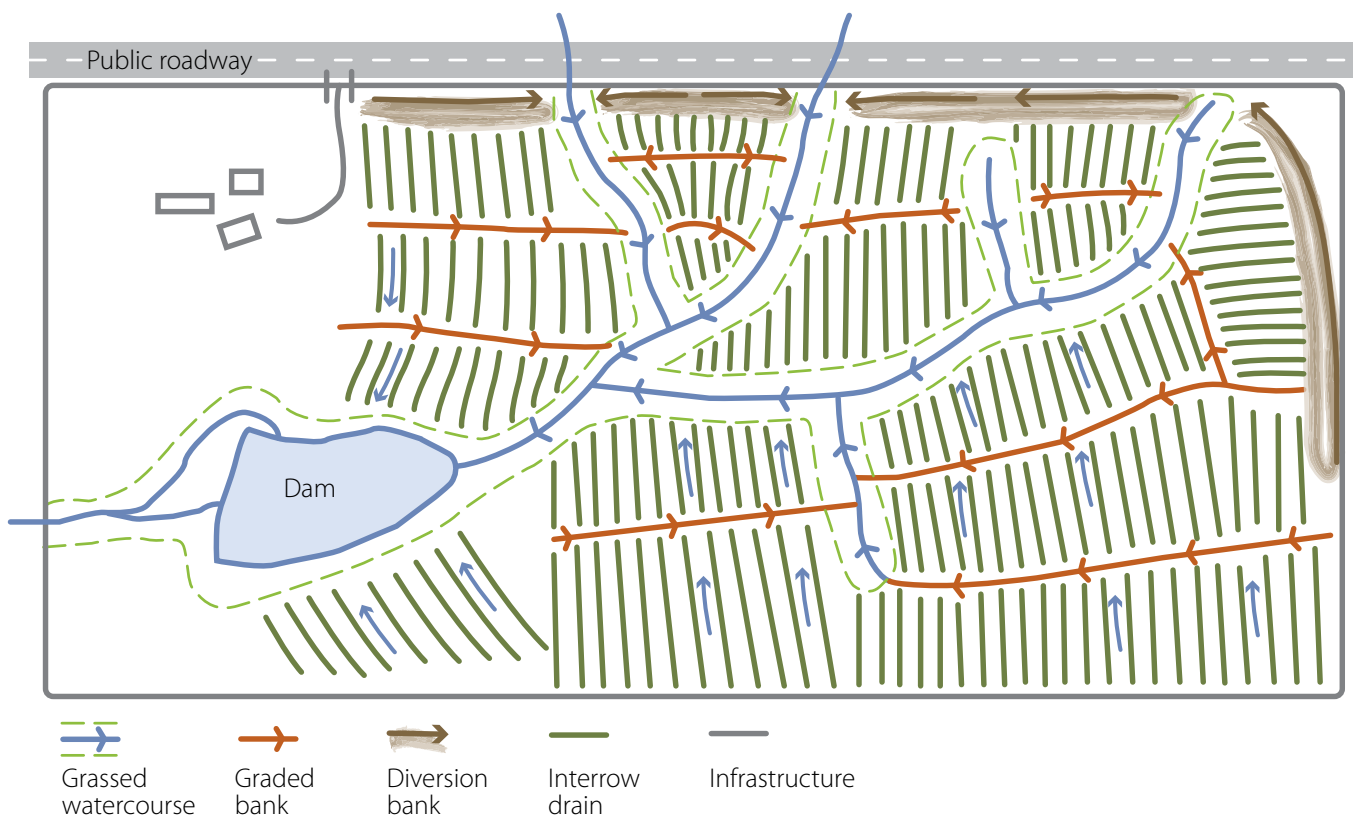 Public roadway
Dam
Grassed
watercourse
Graded
bank
Diversion
bank
Interrow
drain
Infrastructure